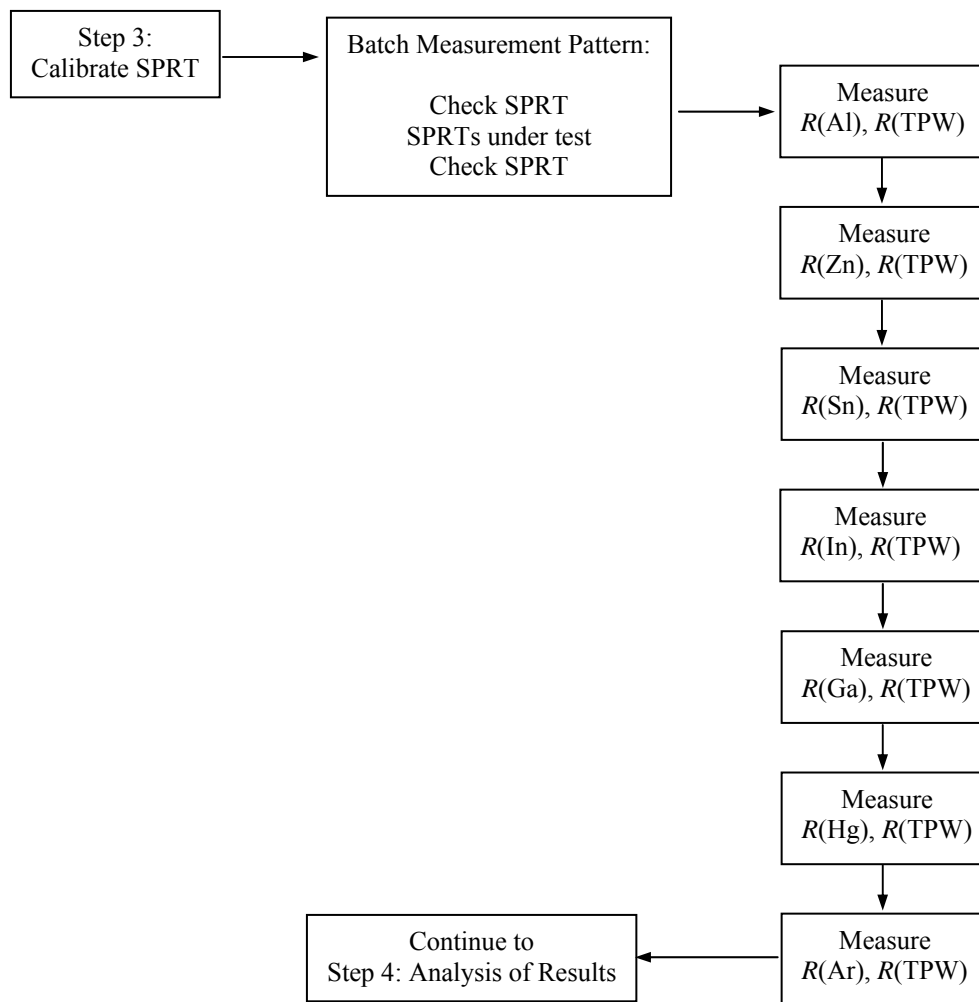 Step 3:
Calibrate SPRT
Batch Measurement Pattern:
Check SPRT
SPRTs under test
Check SPRT
Measure
R(Al), R(TPW)
Measure
R(Zn), R(TPW)
Measure
R(Sn), R(TPW)
Measure
R(In), R(TPW)
Measure
R(Ga), R(TPW)
Measure
R(Hg), R(TPW)
Measure
R(Ar), R(TPW)
Continue to
Step 4: Analysis of Results